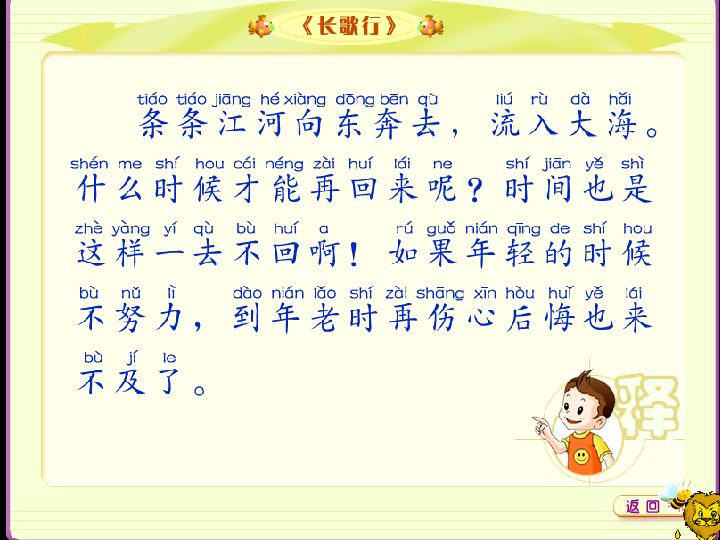 《长歌行》
tiáo tiáo jiāng hé xiàng dōng bēn qù liú rù dà hǎi
条条江河向东奔去，流入大海。
shén me shí hou cái néng zài huí lái ne shí jiān yě shì
什么时候才能再回来呢？时间也是
zhè yàng yí qù bù huí a rú guǒ nián qīng de shí hou
这样一去不回啊！如果年轻的时候
bù nǔ lì dào nián lǎo shí zài shāng xīn hòu huǐ yě lái
不努力，到年老时再伤心后悔也来
bù jí le
不及了。
释
返回